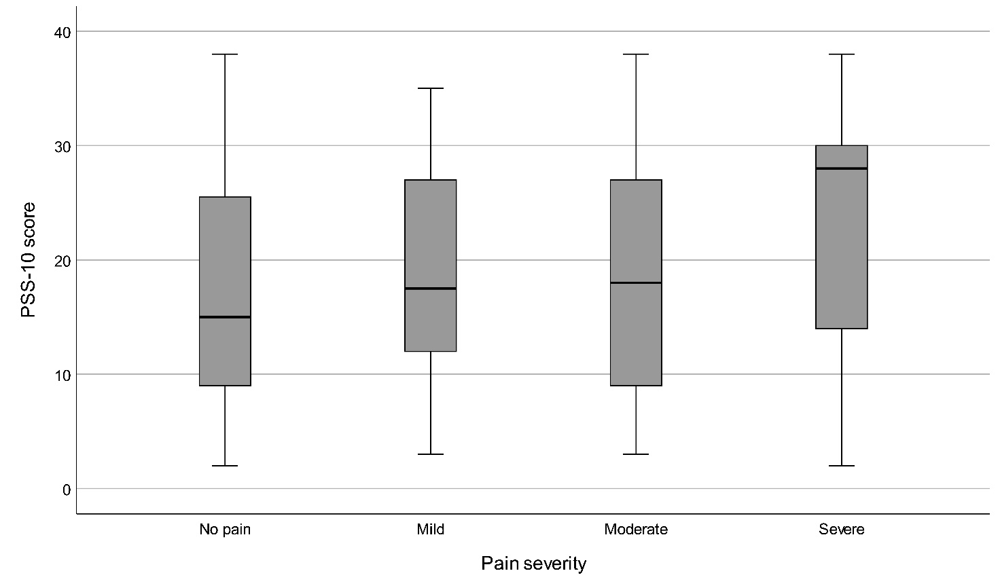 40
30
20
10
0
PSS-10 score
No pain
Mild
Moderate
Severe
Pain severity